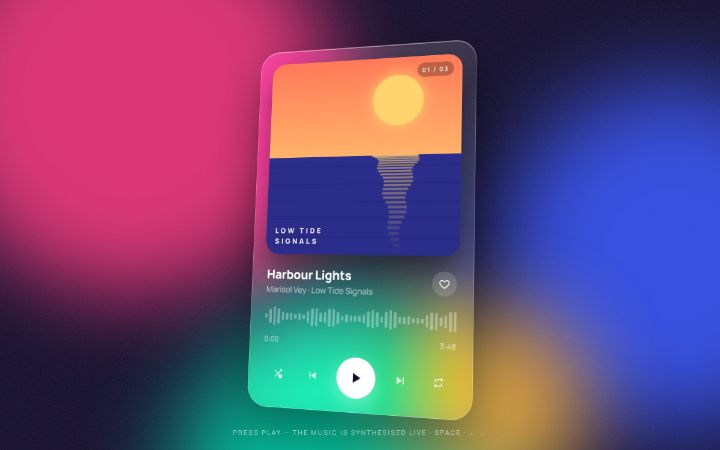 01 / 03
LOW TIDE
SIGNALS
Harbour Lights
Marisol Vey · Low Tide Signals
0:00
3:48
PRESS PLAY — THE MUSIC IS SYNTHESISED LIVE · SPACE ·